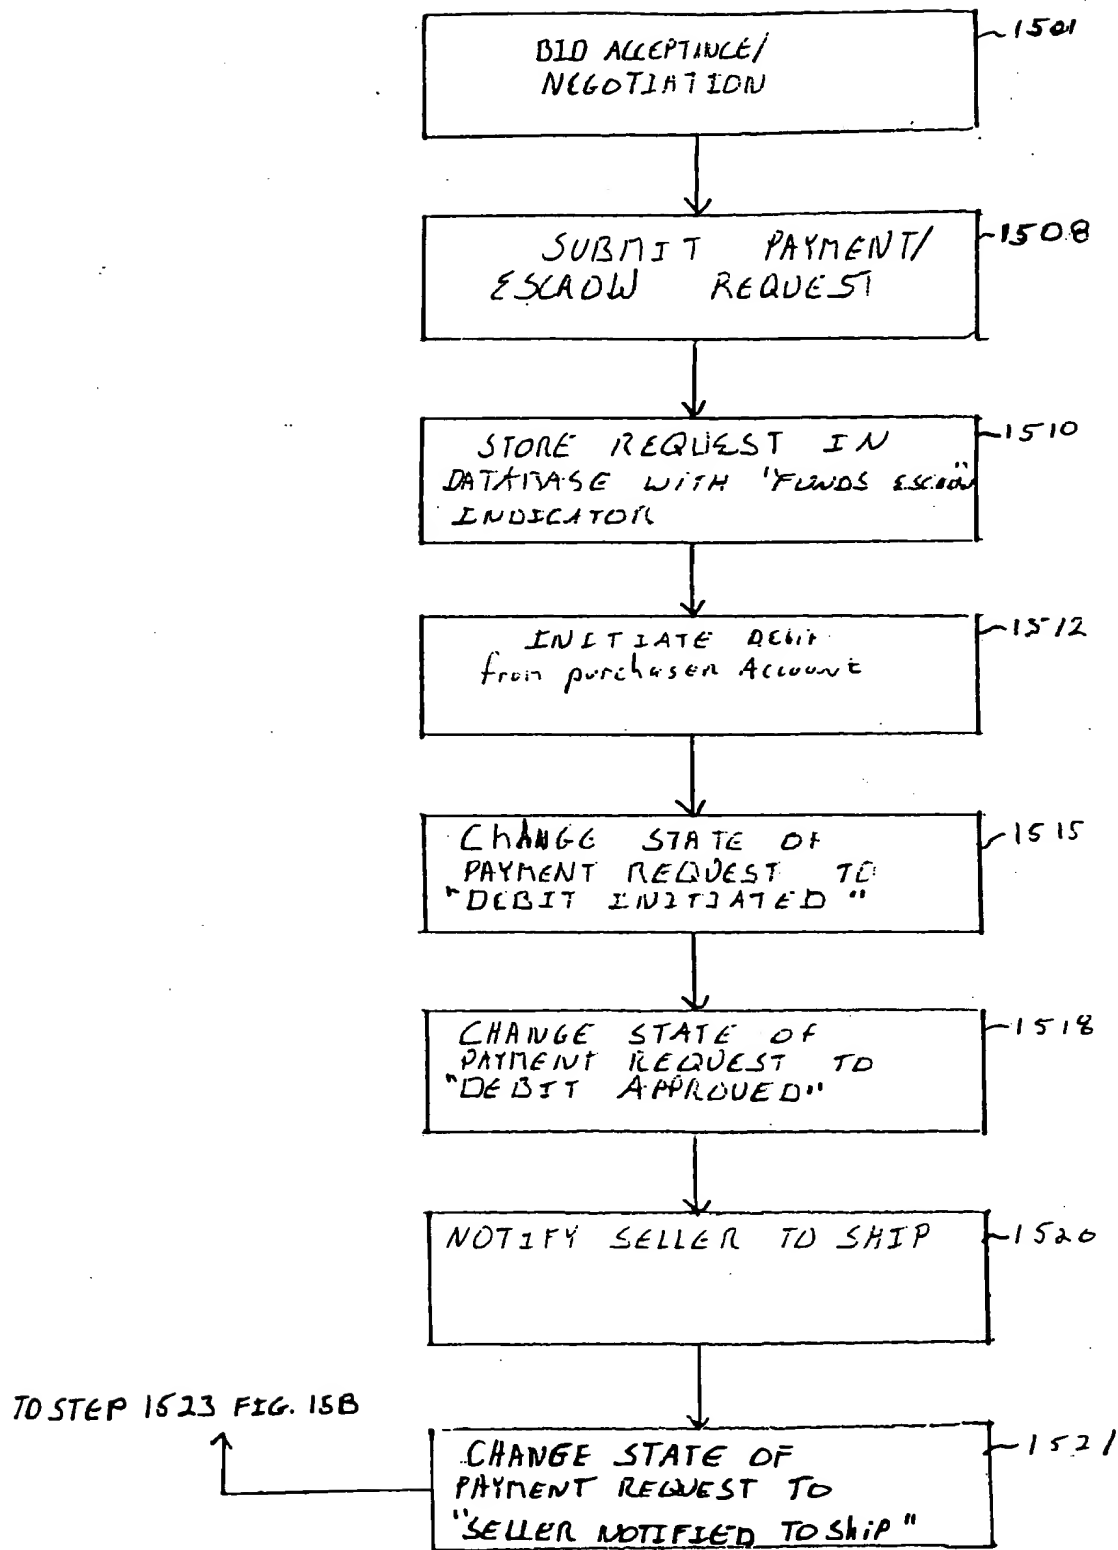 BID ACCEPTANCE/
NEGOTIATION
1501
SUBMIT PAYMENT/
ESCROW REQUEST
1508
STORE REQUEST IN
DATABASE WITH "FUNDS ESCROW"
INDICATOR
1510
INITIATE DEBIT
from purchaser Account
1512
CHANGE STATE OF
PAYMENT REQUEST TO
"DEBIT INITIATED"
1515
CHANGE STATE OF
PAYMENT REQUEST TO
"DEBIT APPROVED"
1518
NOTIFY SELLER TO SHIP
1520
TO STEP 1523 FIG. 15B
CHANGE STATE OF
PAYMENT REQUEST TO
"SELLER NOTIFIED TO SHIP"
1521